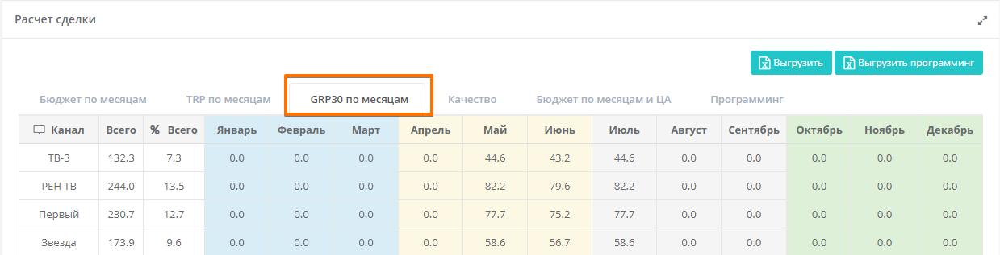 Расчет сделки
Выгрузить Выгрузить программинг
Бюджет по месяцам TRP по месяцам GRP30 по месяцам Качество Бюджет по месяцам и ЦА Программинг
Канал Всего % Всего Январь Февраль Март Апрель Май Июнь Июль Август Сентябрь Октябрь Ноябрь Декабрь
ТВ-3 132.3 7.3 0.0 0.0 0.0 0.0 44.6 43.2 44.6 0.0 0.0 0.0 0.0 0.0
РЕН ТВ 244.0 13.5 0.0 0.0 0.0 0.0 82.2 79.6 82.2 0.0 0.0 0.0 0.0 0.0
Первый 230.7 12.7 0.0 0.0 0.0 0.0 77.7 75.2 77.7 0.0 0.0 0.0 0.0 0.0
Звезда 173.9 9.6 0.0 0.0 0.0 0.0 58.6 56.7 58.6 0.0 0.0 0.0 0.0 0.0